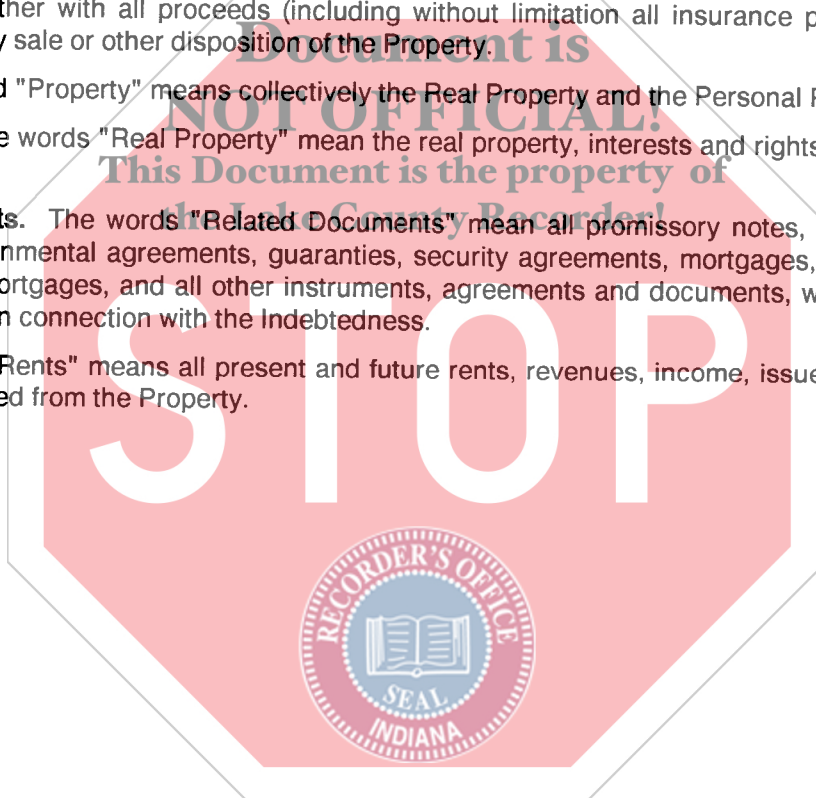 ther with all proceeds (including without limitation all insurance p
y sale or other disposition of the Property.
Document is
d "Property" means collectively the Real Property and the Personal
NOT OFFICIAL!
e words "Real Property" mean the real property, interests and rights
This Document is the property of
the Lake County Recorder!
ts. The words "Related Documents" mean all promissory notes,
nmental agreements, guaranties, security agreements, mortgages,
ortgages, and all other instruments, agreements and documents, w
n connection with the Indebtedness.
Rents" means all present and future rents, revenues, income, issue
ed from the Property.
STOP
RECORDER'S OFFICE
SEAL
INDIANA